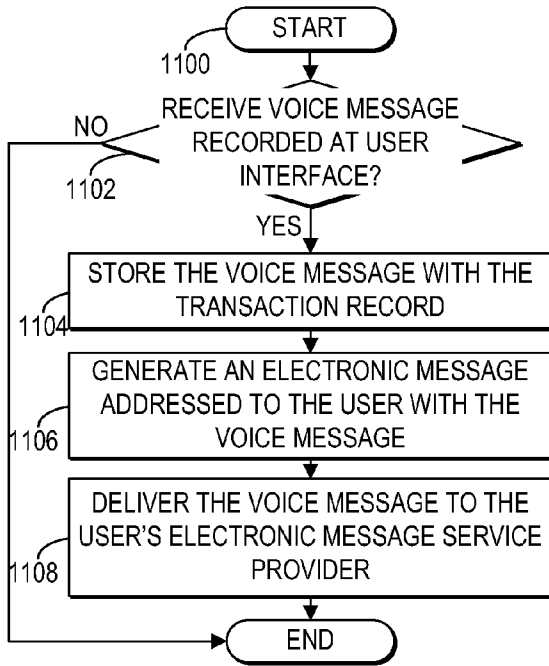 START
1100
RECEIVE VOICE MESSAGE
RECORDED AT USER
INTERFACE?
NO
1102
YES
STORE THE VOICE MESSAGE WITH THE
TRANSACTION RECORD
1104
GENERATE AN ELECTRONIC MESSAGE
ADDRESSED TO THE USER WITH THE
VOICE MESSAGE
1106
DELIVER THE VOICE MESSAGE TO THE
USER'S ELECTRONIC MESSAGE SERVICE
PROVIDER
1108
END